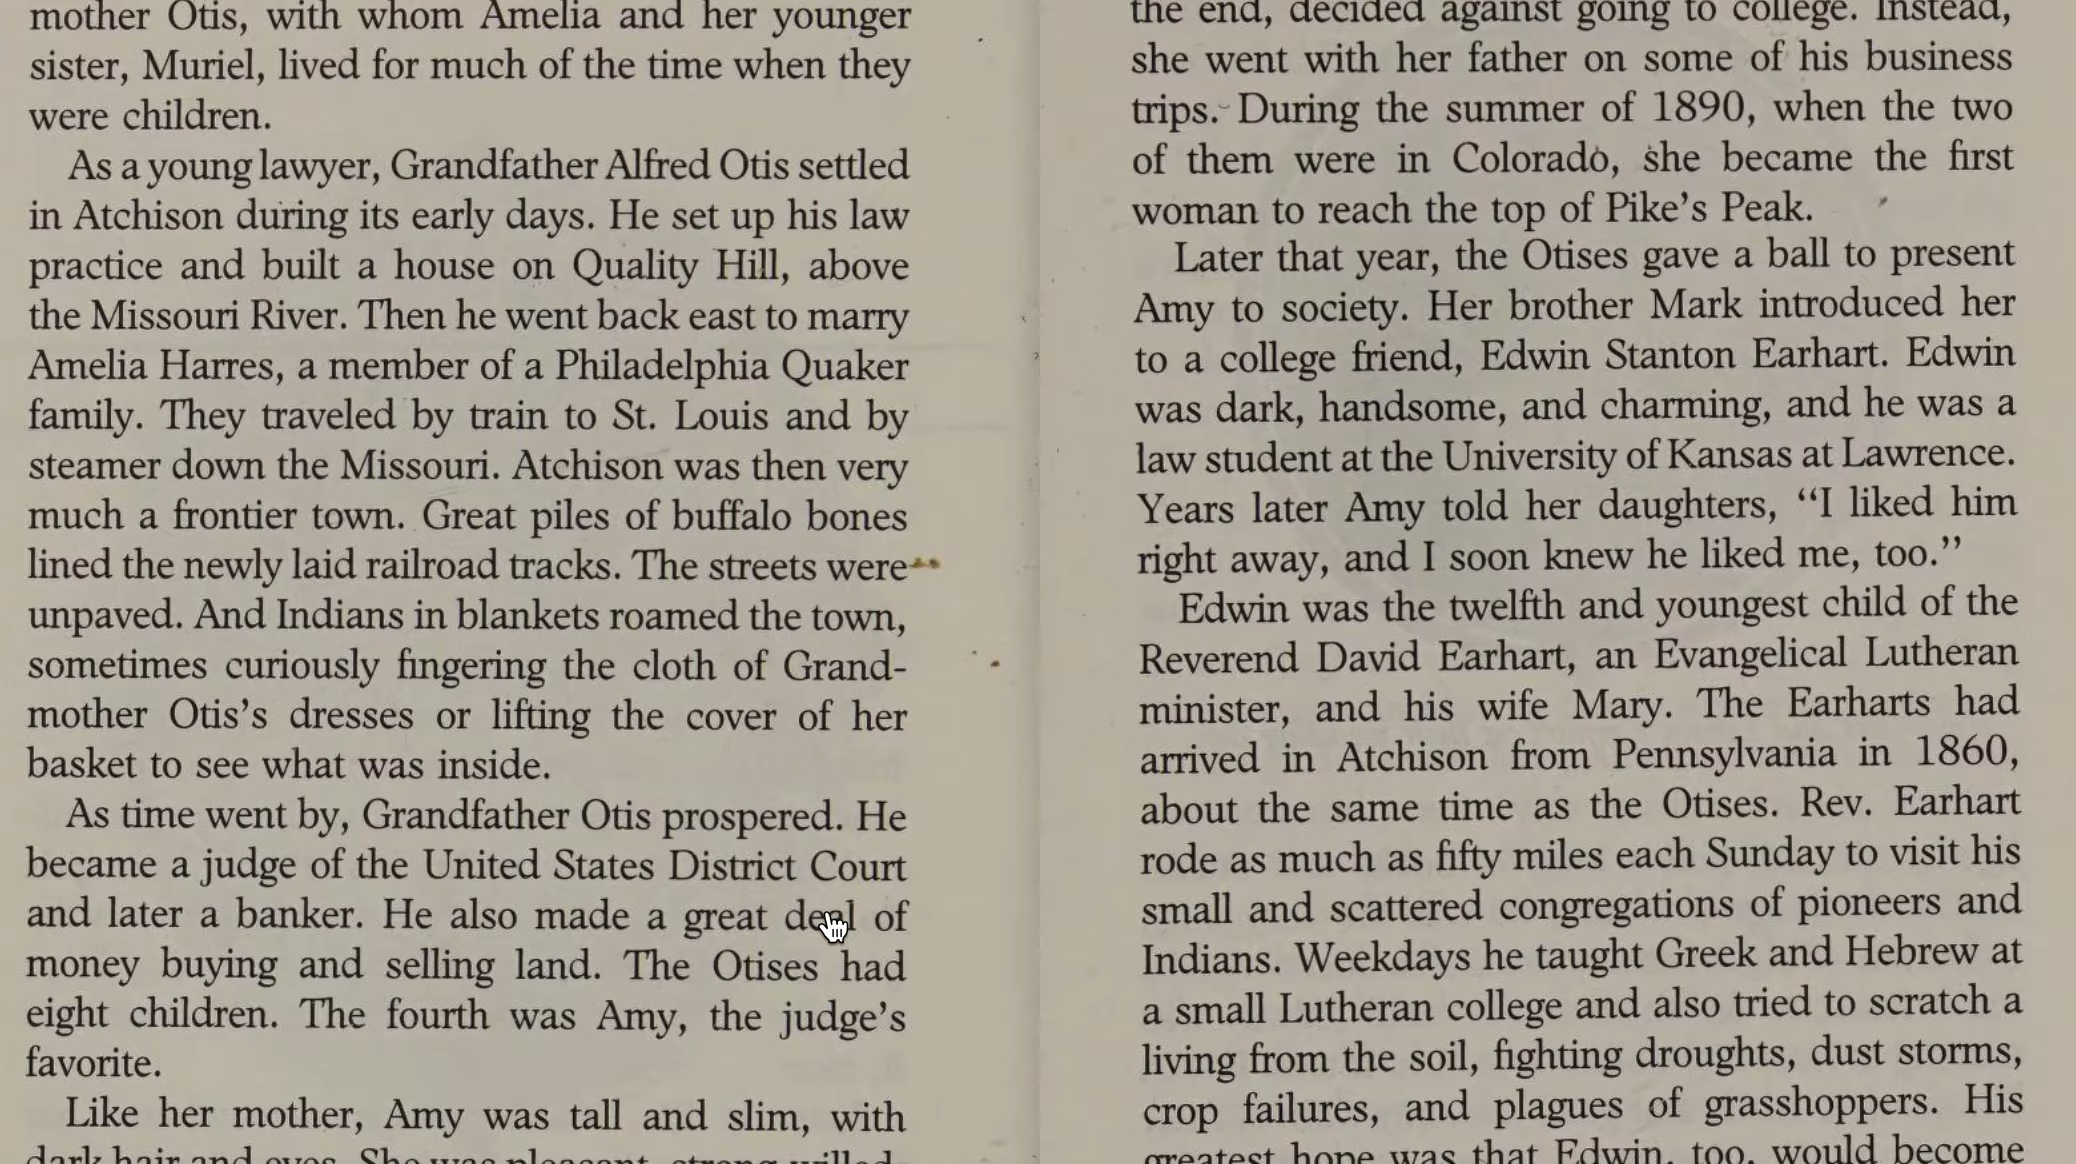 mother Otis, with whom Amelia and her younger
sister, Muriel, lived for much of the time when they
were children.
As a young lawyer, Grandfather Alfred Otis settled
in Atchison during its early days. He set up his law
practice and built a house on Quality Hill, above
the Missouri River. Then he went back east to marry
Amelia Harres, a member of a Philadelphia Quaker
family. They traveled by train to St. Louis and by
steamer down the Missouri. Atchison was then very
much a frontier town. Great piles of buffalo bones
lined the newly laid railroad tracks. The streets were
unpaved. And Indians in blankets roamed the town,
sometimes curiously fingering the cloth of Grand-
mother Otis's dresses or lifting the cover of her
basket to see what was inside.
As time went by, Grandfather Otis prospered. He
became a judge of the United States District Court
and later a banker. He also made a great deal of
money buying and selling land. The Otises had
eight children. The fourth was Amy, the judge's
favorite.
Like her mother, Amy was tall and slim, with
dark hair and eyes. She was pleasant, strong-willed,
the end, decided against going to college. Instead,
she went with her father on some of his business
trips. During the summer of 1890, when the two
of them were in Colorado, she became the first
woman to reach the top of Pike's Peak.
Later that year, the Otises gave a ball to present
Amy to society. Her brother Mark introduced her
to a college friend, Edwin Stanton Earhart. Edwin
was dark, handsome, and charming, and he was a
law student at the University of Kansas at Lawrence.
Years later Amy told her daughters, "I liked him
right away, and I soon knew he liked me, too."
Edwin was the twelfth and youngest child of the
Reverend David Earhart, an Evangelical Lutheran
minister, and his wife Mary. The Earharts had
arrived in Atchison from Pennsylvania in 1860,
about the same time as the Otises. Rev. Earhart
rode as much as fifty miles each Sunday to visit his
small and scattered congregations of pioneers and
Indians. Weekdays he taught Greek and Hebrew at
a small Lutheran college and also tried to scratch a
living from the soil, fighting droughts, dust storms,
crop failures, and plagues of grasshoppers. His
greatest hope was that Edwin, too, would become